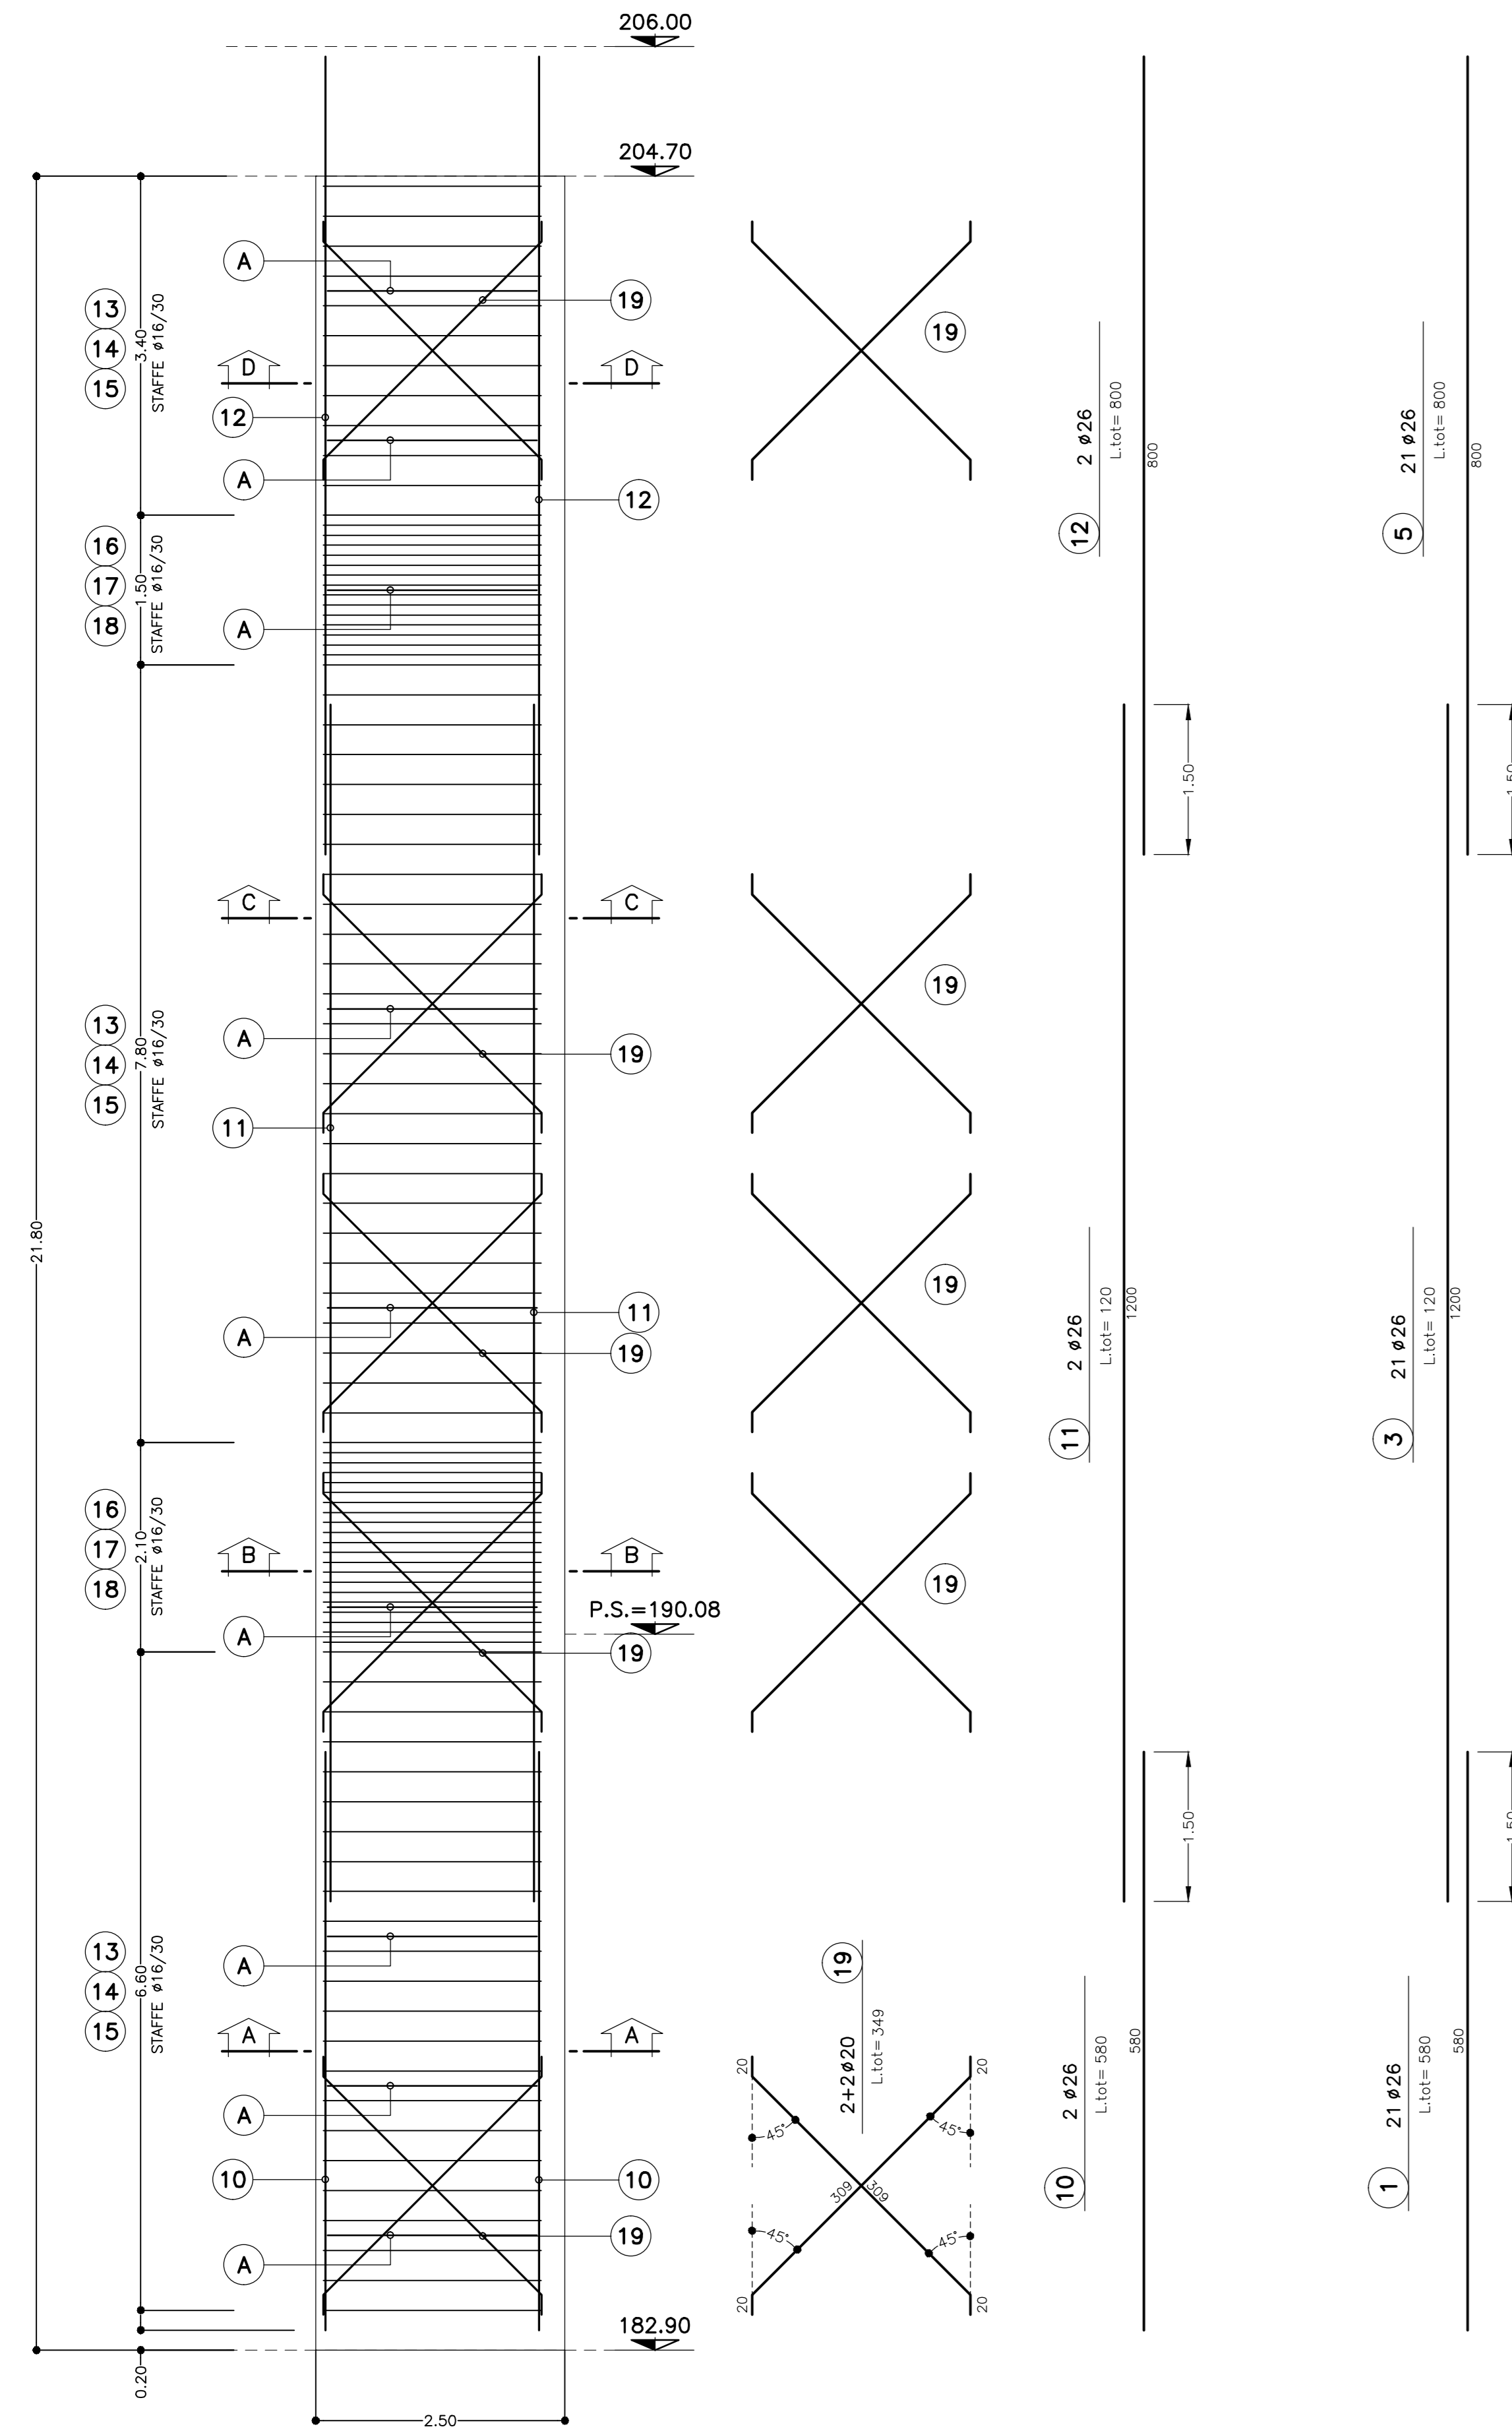 206.00
204.70
A
13
14
15
3.40
STAFFE ø16/30
19
19
D
D
12
A
12
16
17
18
1.50
STAFFE ø16/30
A
12
2 ø26
L.tot= 800
800
5
21 ø26
L.tot= 800
800
1.50
1.50
C
C
19
13
14
15
7.80
STAFFE ø16/30
A
19
11
21.80
19
11
A
19
11
2 ø26
L.tot= 120
1200
3
21 ø26
L.tot= 120
1200
16
17
18
2.10
STAFFE ø16/30
B
B
19
P.S.=190.08
A
19
1.50
1.50
13
14
15
6.60
STAFFE ø16/30
A
19
2+2ø20
L.tot= 349
A
A
20
20
A
45°
45°
10
10
309
309
10
2 ø26
L.tot= 580
580
1
21 ø26
L.tot= 580
580
A
19
45°
45°
20
20
182.90
0.20
2.50